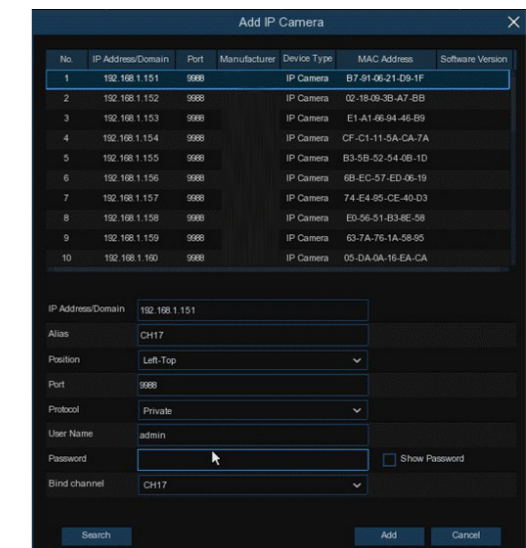 Add IP Camera
No. IP Address/Domain Port Manufacturer Device Type MAC Address Software Version
1 192.168.1.151 9988 IP Camera B7-91-06-21-D9-1F
2 192.168.1.152 9988 IP Camera 02-18-09-3B-A7-BB
3 192.168.1.153 9988 IP Camera E1-A1-66-94-46-B9
4 192.168.1.154 9988 IP Camera CF-C1-11-5A-CA-7A
5 192.168.1.155 9988 IP Camera B3-5B-52-54-0B-1D
6 192.168.1.156 9988 IP Camera 6B-EC-57-ED-06-19
7 192.168.1.157 9988 IP Camera 74-E4-95-CE-40-D3
8 192.168.1.158 9988 IP Camera E0-56-51-B3-8E-58
9 192.168.1.159 9988 IP Camera 63-7A-76-1A-58-95
10 192.168.1.160 9988 IP Camera 05-DA-0A-16-EA-CA
IP Address/Domain 192.168.1.151
Alias CH17
Position Left-Top
Port 9988
Protocol Private
User Name admin
Password Show Password
Bind channel CH17
Search Add Cancel